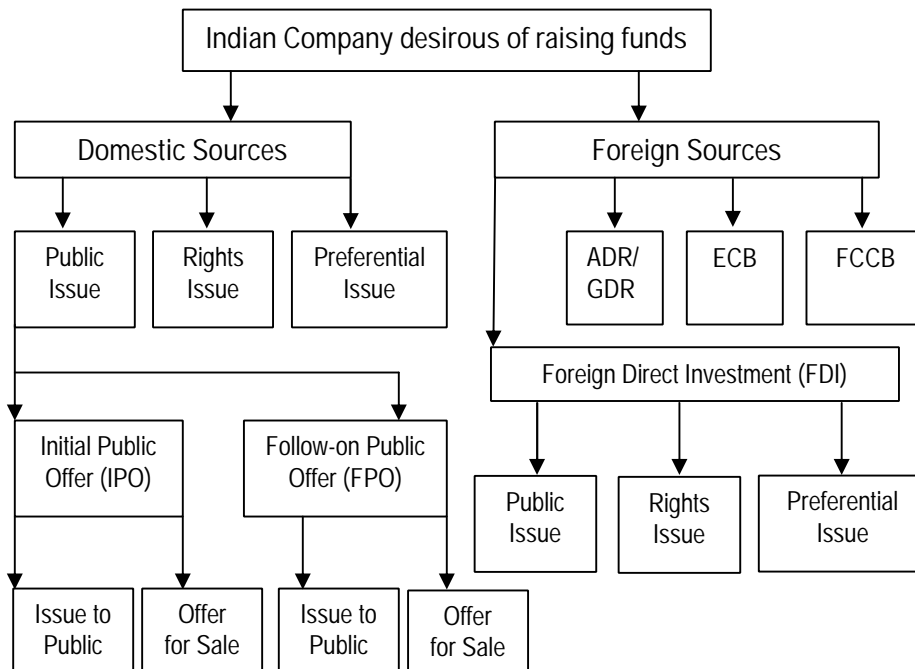 Indian Company desirous of raising funds
Domestic Sources
Foreign Sources
Public
Issue
Rights
Issue
Preferential
Issue
ADR/
GDR
ECB
FCCB
Foreign Direct Investment (FDI)
Initial Public
Offer (IPO)
Follow-on Public
Offer (FPO)
Public
Issue
Rights
Issue
Preferential
Issue
Issue to
Public
Offer
for Sale
Issue to
Public
Offer
for Sale